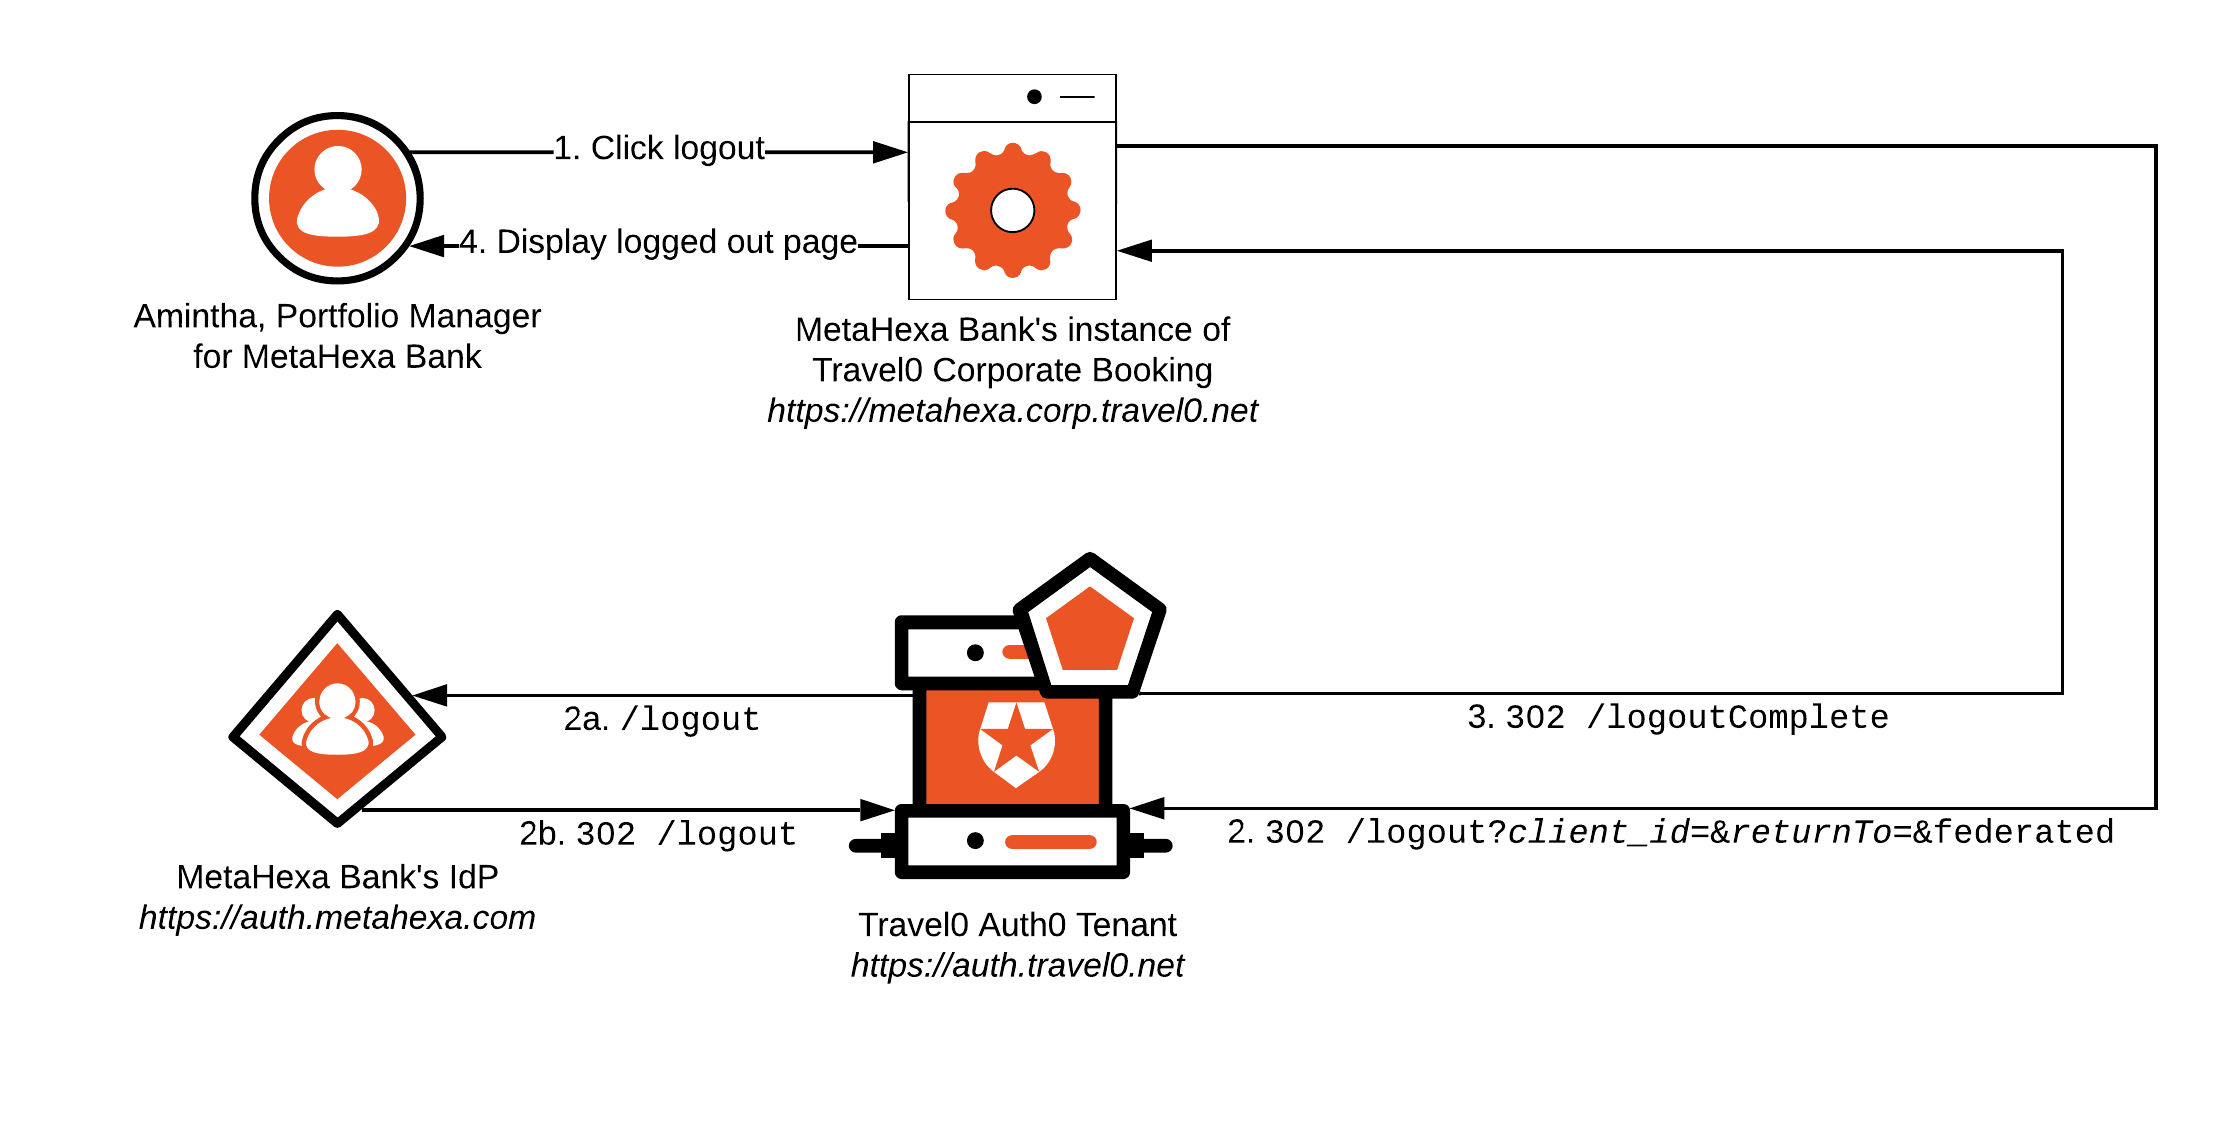 1. Click logout
4. Display logged out page
Amintha, Portfolio Manager
for MetaHexa Bank
MetaHexa Bank's instance of
Travel0 Corporate Booking
https://metahexa.corp.travel0.net
2a. /logout
3. 302 /logoutComplete
2b. 302 /logout
2. 302 /logout?client_id=&returnTo=&federated
MetaHexa Bank's IdP
https://auth.metahexa.com
Travel0 Auth0 Tenant
https://auth.travel0.net